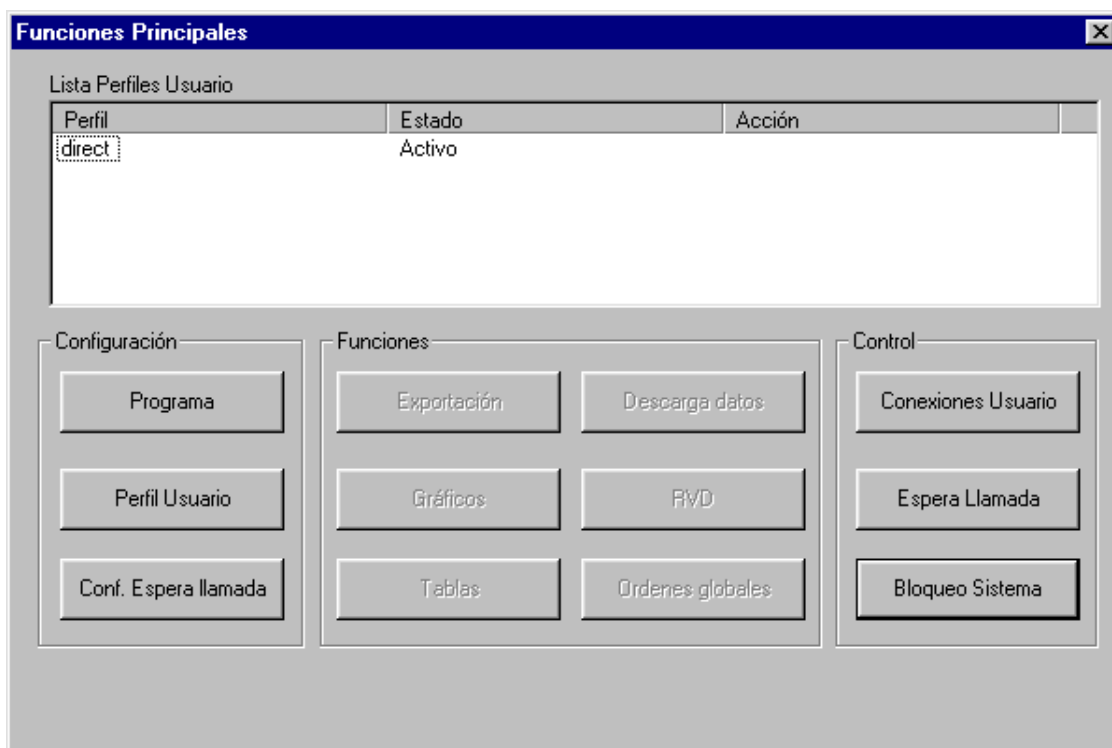 Funciones Principales
Lista Perfiles Usuario
Perfil Estado Acción
direct Activo
Configuración
Programa
Perfil Usuario
Conf. Espera llamada
Funciones
Exportación Descarga datos
Gráficos RVD
Tablas Ordenes globales
Control
Conexiones Usuario
Espera Llamada
Bloqueo Sistema